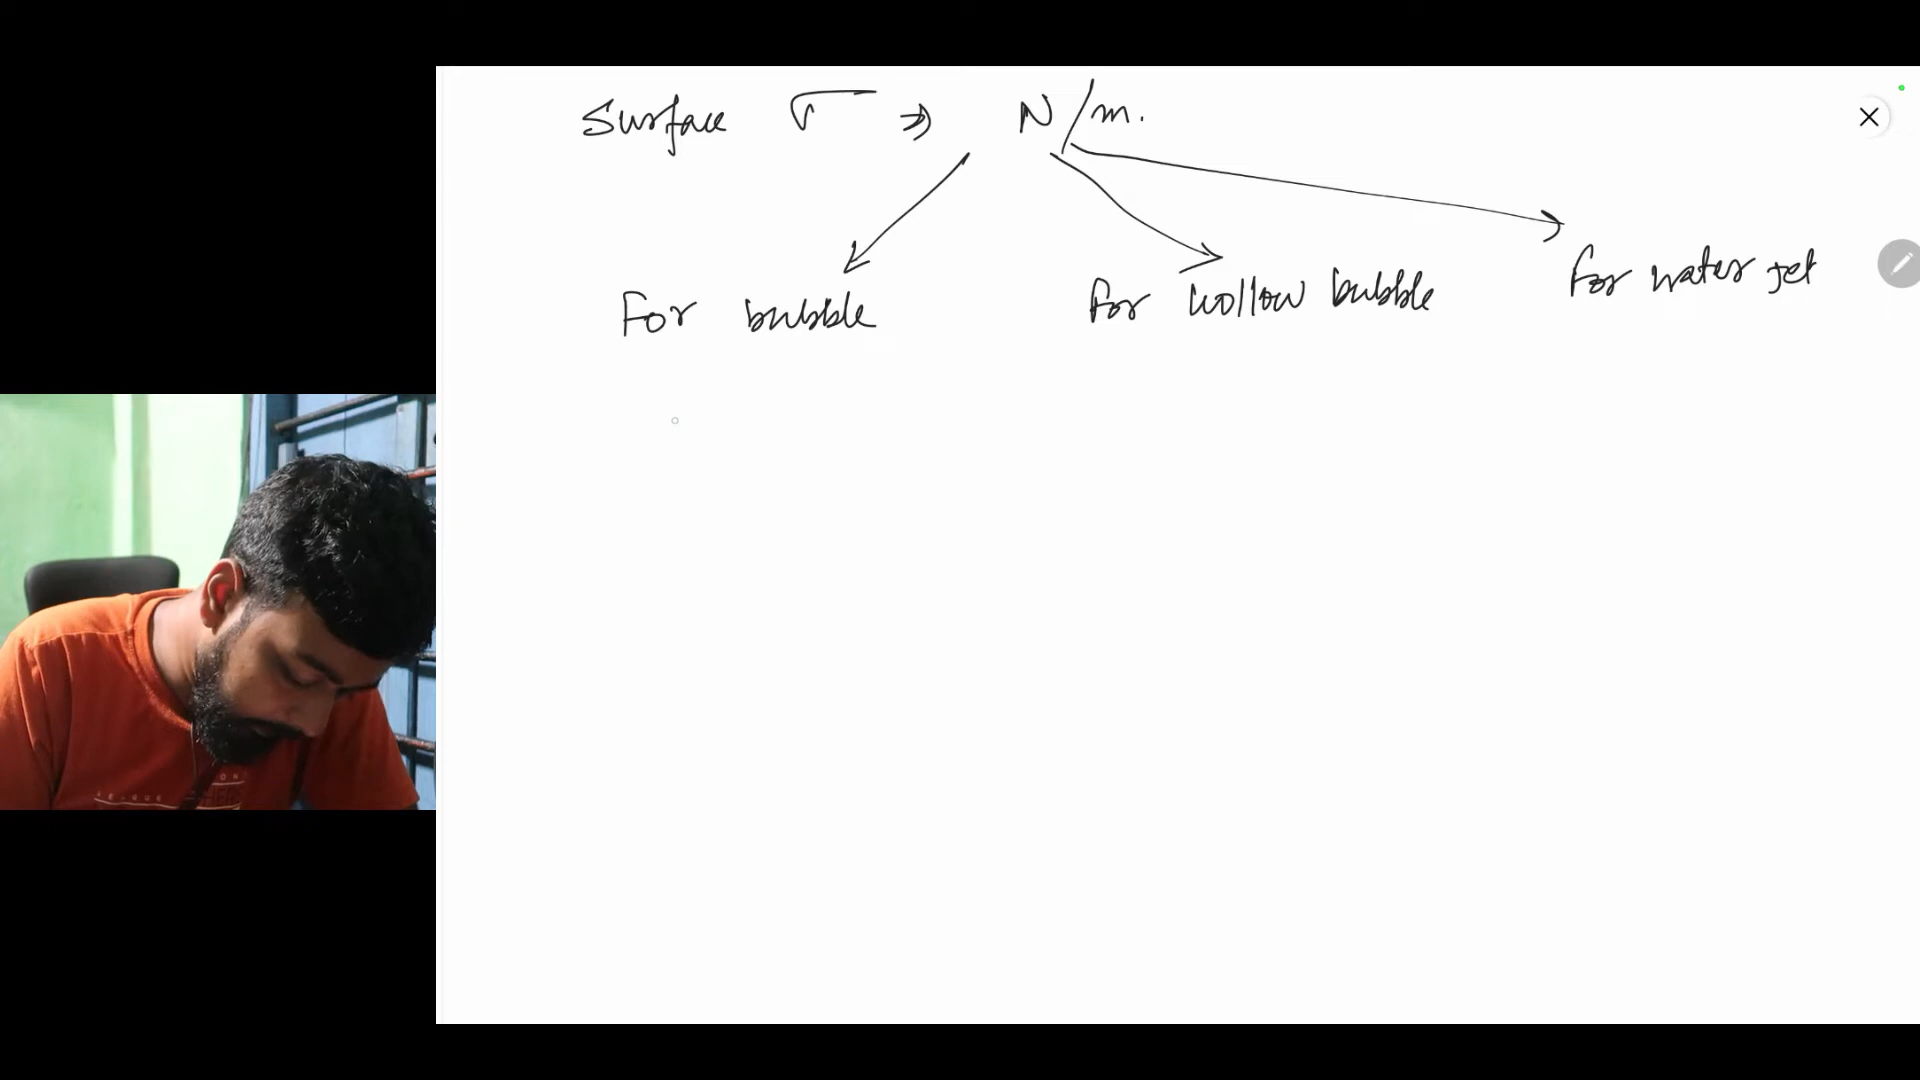 Surface σ ⇒ N/m.
For bubble
For hollow bubble
For water jet